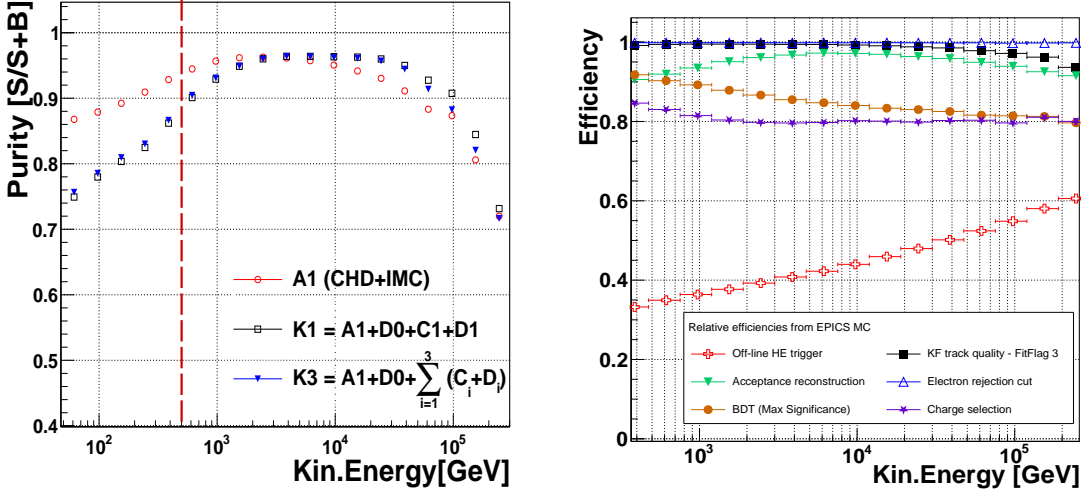 Purity [S/S+B]
1
0.9
0.8
0.7
0.6
0.5
0.4
A1 (CHD+IMC)
K1 = A1+D0+C1+D1
K3 = A1+D0+∑³ᵢ₌₁ (Cᵢ+Dᵢ)
10² 10³ 10⁴ 10⁵
Kin.Energy[GeV]
Efficiency
1
0.8
0.6
0.4
0.2
0
Relative efficiencies from EPICS MC
Off-line HE trigger KF track quality - FitFlag 3
Acceptance reconstruction Electron rejection cut
BDT (Max Significance) Charge selection
10³ 10⁴ 10⁵
Kin.Energy [GeV]